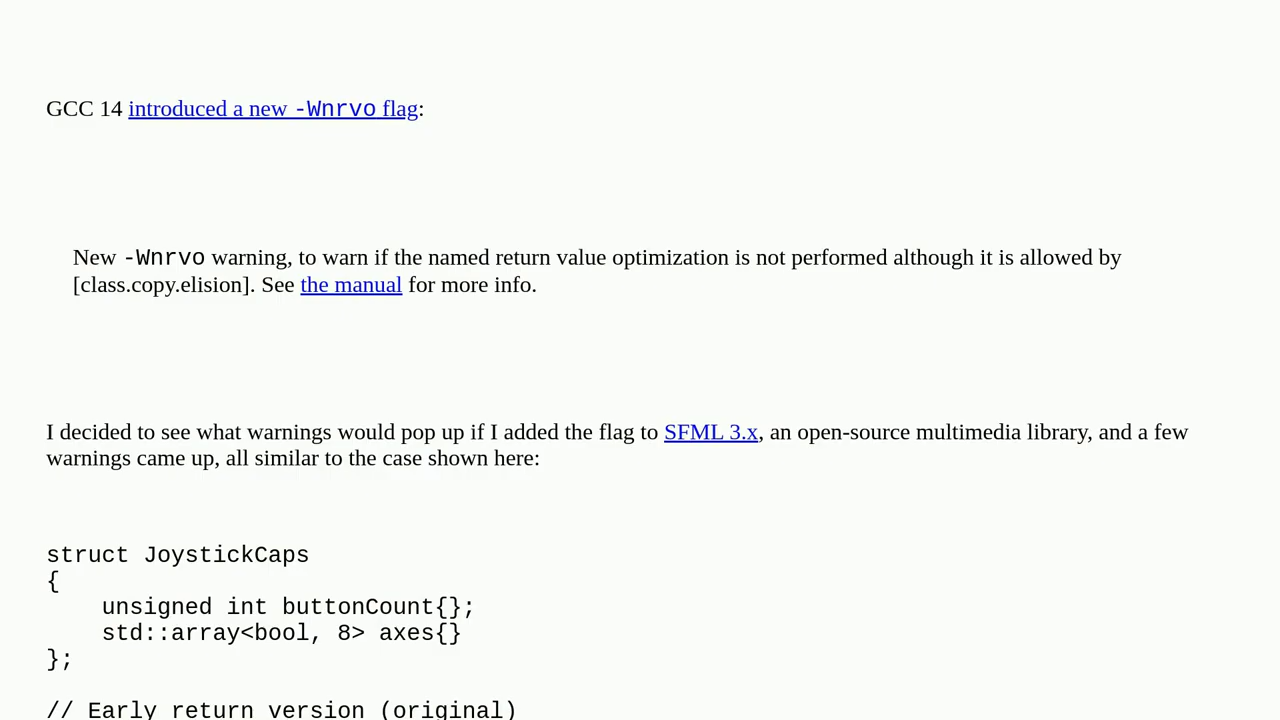 GCC 14 introduced a new -Wnrvo flag:
New -Wnrvo warning, to warn if the named return value optimization is not performed although it is allowed by
[class.copy.elision]. See the manual for more info.
I decided to see what warnings would pop up if I added the flag to SFML 3.x, an open-source multimedia library, and a few
warnings came up, all similar to the case shown here:
struct JoystickCaps
{
    unsigned int buttonCount{};
    std::array<bool, 8> axes{}
};
// Early return version (original)